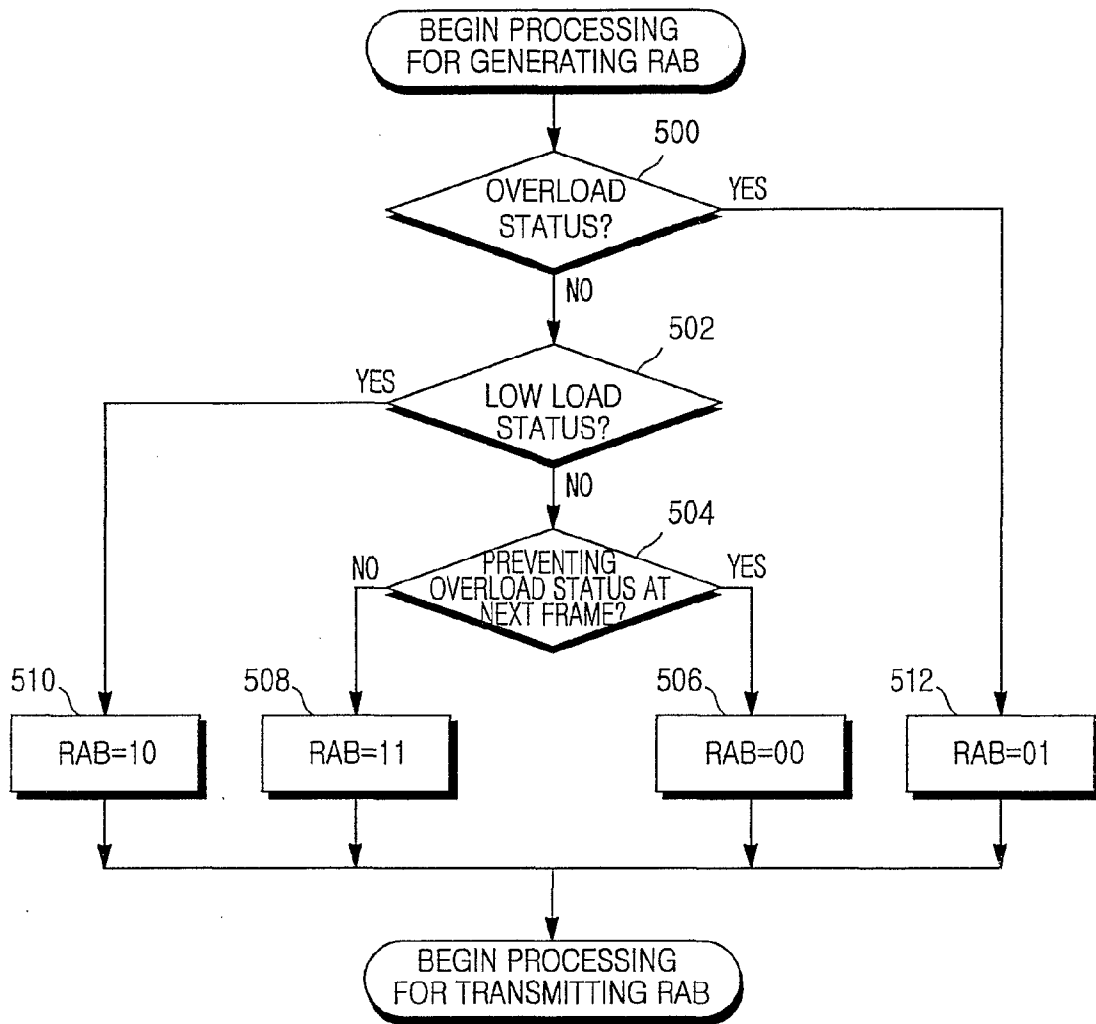 BEGIN PROCESSING
FOR GENERATING RAB
500
OVERLOAD
STATUS?
YES
NO
502
YES
LOW LOAD
STATUS?
NO
504
NO
PREVENTING
OVERLOAD STATUS AT
NEXT FRAME?
YES
510
508
506
512
RAB=10
RAB=11
RAB=00
RAB=01
BEGIN PROCESSING
FOR TRANSMITTING RAB